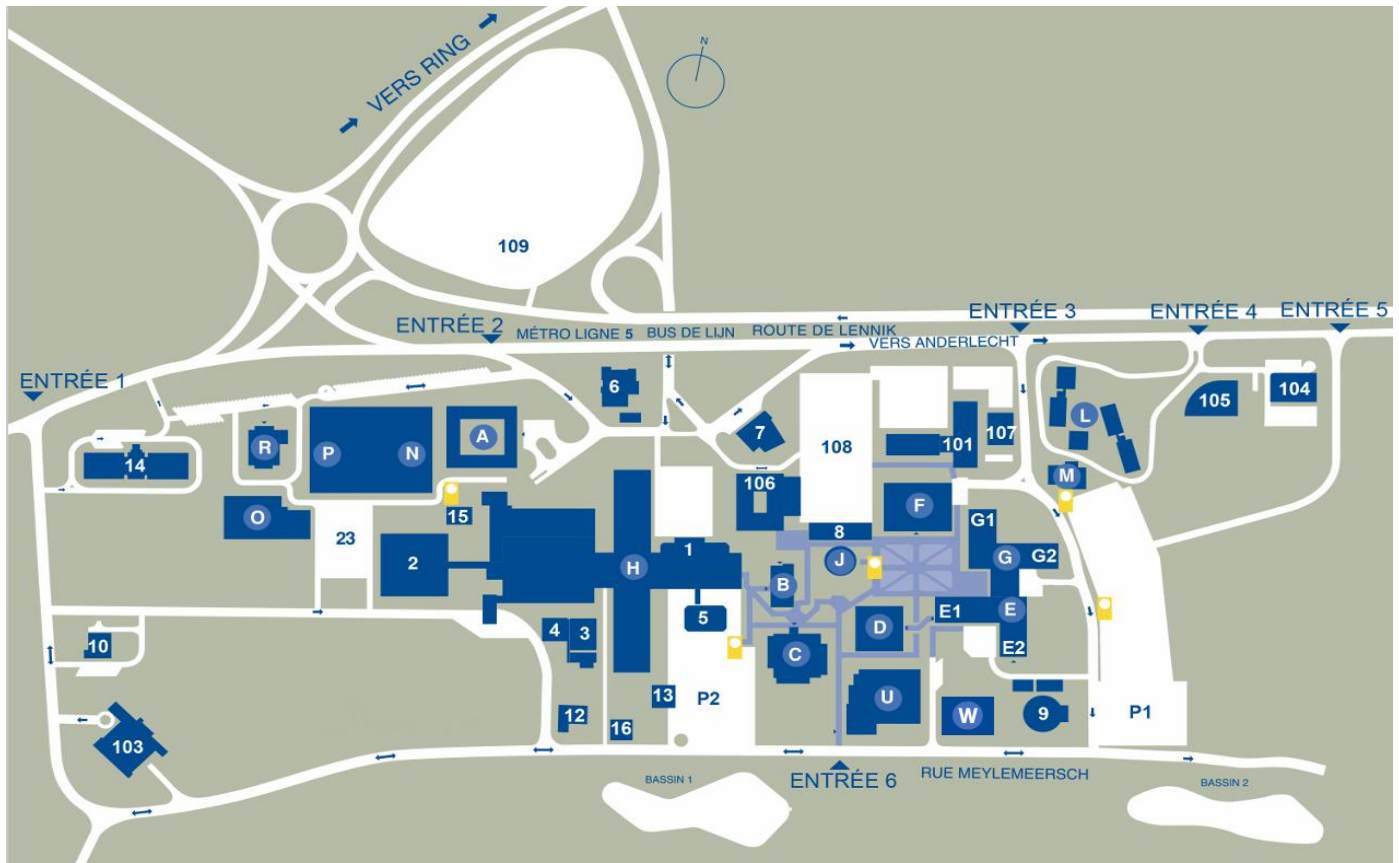 VERS RING
N
109
ENTRÉE 1
ENTRÉE 2
MÉTRO LIGNE 5
BUS DE LIJN
ROUTE DE LENNIK
VERS ANDERLECHT
ENTRÉE 3
ENTRÉE 4
ENTRÉE 5
6
7
108
101
107
L
105
104
14
R
P
N
A
106
F
M
O
23
15
2
H
1
8
J
G1
G
G2
B
5
D
E1
E
E2
10
4
3
C
103
12
16
13
P2
U
W
9
P1
BASSIN 1
ENTRÉE 6
RUE MEYLEMEERSCH
BASSIN 2